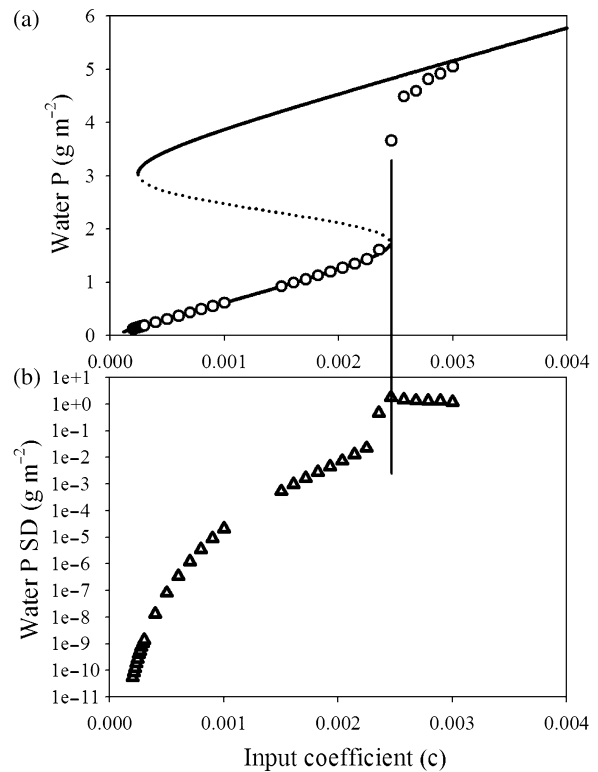 (a)
Water P (g m⁻²)
6
5
4
3
2
1
0
0.000
0.001
0.002
0.003
0.004
(b)
Water P SD (g m⁻²)
1e+1
1e+0
1e−1
1e−2
1e−3
1e−4
1e−5
1e−6
1e−7
1e−8
1e−9
1e−10
1e−11
0.000
0.001
0.002
0.003
0.004
Input coefficient (c)